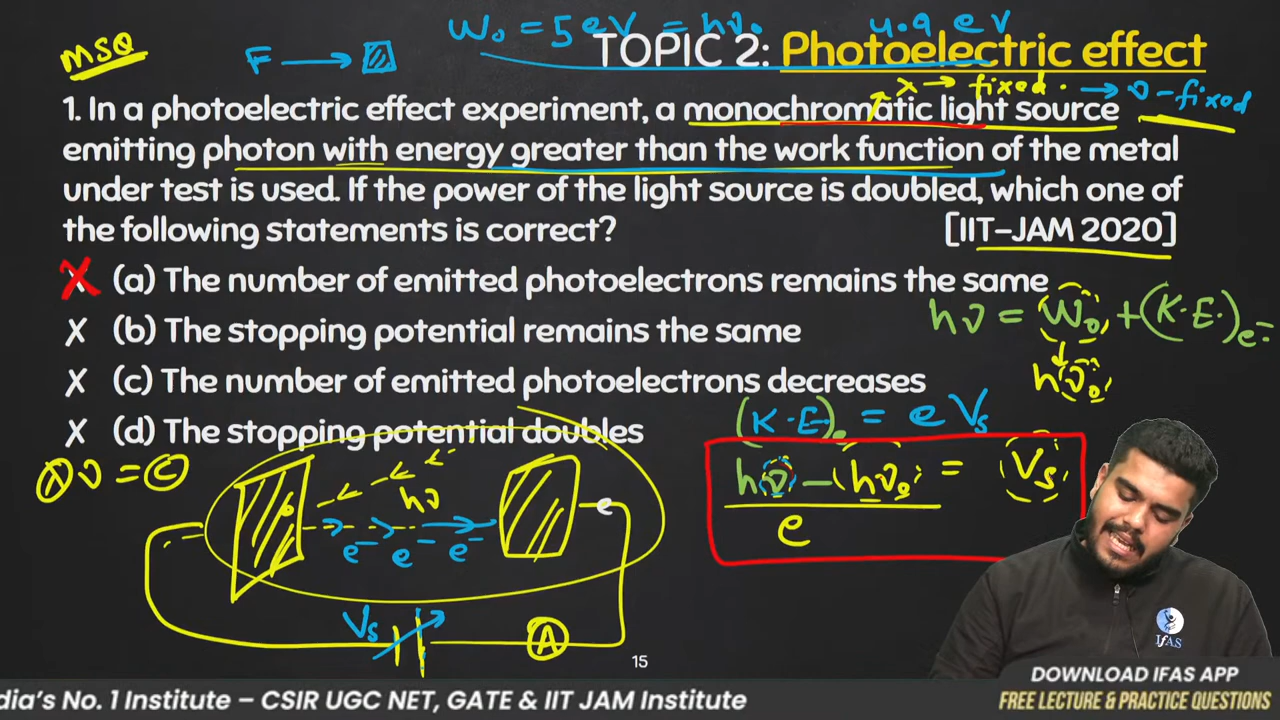 W₀ = 5 eV = hν₀
4.9 eV
MSQ
F → 
TOPIC 2: Photoelectric effect
λ → fixed · → ν - fixed
1. In a photoelectric effect experiment, a monochromatic light source
emitting photon with energy greater than the work function of the metal
under test is used. If the power of the light source is doubled, which one of
the following statements is correct? [IIT-JAM 2020]
X (a) The number of emitted photoelectrons remains the same
hν = W₀ + (K.E.)e⁻
X (b) The stopping potential remains the same
hν₀
X (c) The number of emitted photoelectrons decreases
(K.E.)e = e Vs
X (d) The stopping potential doubles
ν = C
hν
hν - (hν₀) = Vs
e
e
e⁻ e⁻ e⁻
Vs
A
15
IFAS
DOWNLOAD IFAS APP
dia's No. 1 Institute – CSIR UGC NET, GATE & IIT JAM Institute
FREE LECTURE & PRACTICE QUESTIONS